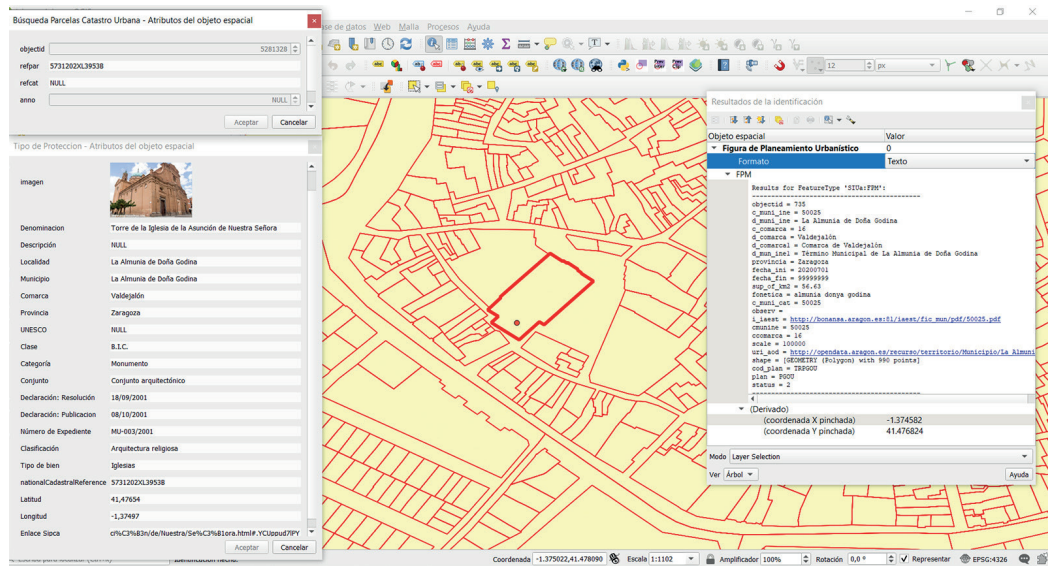 Búsqueda Parcelas Catastro Urbana - Atributos del objeto espacial
objectid 5281328
refpar 5731202XL3953B
refcat NULL
anno NULL
Aceptar Cancelar
Tipo de Proteccion - Atributos del objeto espacial
imagen
Denominacion Torre de la Iglesia de la Asunción de Nuestra Señora
Descripción NULL
Localidad La Almunia de Doña Godina
Municipio La Almunia de Doña Godina
Comarca Valdejalón
Provincia Zaragoza
UNESCO NULL
Clase B.I.C.
Categoría Monumento
Conjunto Conjunto arquitectónico
Declaración: Resolución 18/09/2001
Declaración: Publicacion 08/10/2001
Número de Expediente MU-003/2001
Clasificación Arquitectura religiosa
Tipo de bien Iglesias
nationalCadastralReference 5731202XL3953B
Latitud 41,47654
Longitud -1,37497
Enlace Sipca ci%C3%B3n/de/Nuestra/Se%C3%B1ora.html#.YCUppud7lPY
Aceptar Cancelar
ase de datos Web Malla Procesos Ayuda
12 px
Resultados de la identificación
Objeto espacial Valor
Figura de Planeamiento Urbanístico 0
Formato Texto
FPM
Results for FeatureType 'SIUa:FPM':
--------------------------------------------
objectid = 735
c_muni_ine = 50025
d_muni_ine = La Almunia de Doña Godina
c_comarca = 16
d_comarca = Valdejalón
d_comarcal = Comarca de Valdejalón
d_mun_inel = Término Municipal de La Almunia de Doña Godina
provincia = Zaragoza
fecha_ini = 20200701
fecha_fin = 99999999
sup_of_km2 = 56.63
fonetica = almunia donya godina
c_muni_cat = 50025
observ =
i_iaest = http://bonansa.aragon.es:81/iaest/fic_mun/pdf/50025.pdf
cmunine = 50025
ccomarca = 16
scale = 100000
uri_aod = http://opendata.aragon.es/recurso/territorio/Municipio/La_Almuni
shape = [GEOMETRY (Polygon) with 990 points]
cod_plan = TRPGOU
plan = PGOU
status = 2
--------------------------------------------
(Derivado)
(coordenada X pinchada) -1.374582
(coordenada Y pinchada) 41.476824
Modo Layer Selection
Ver Árbol Ayuda
Coordenada -1.375022,41.478090 Escala 1:1102 Amplificador 100% Rotación 0,0 ° Representar EPSG:4326